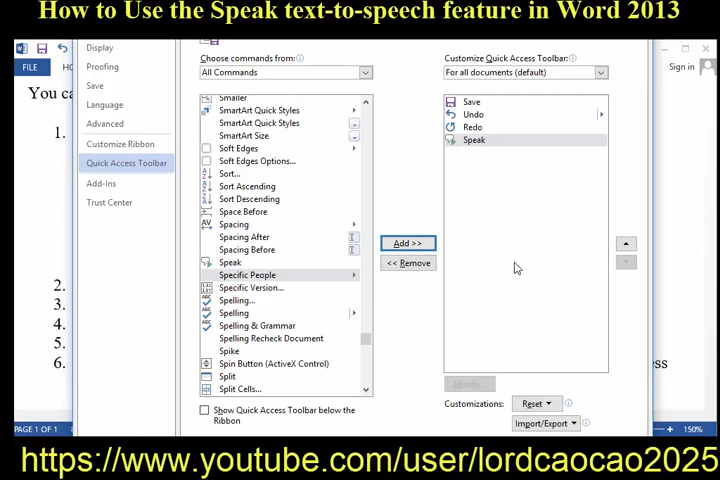 How to Use the Speak text-to-speech feature in Word 2013
FILE
HO
Sign in
You ca
1.
2.
3.
4.
5.
6.
ess
PAGE 1 OF 1
150%
Display
Proofing
Save
Language
Advanced
Customize Ribbon
Quick Access Toolbar
Add-Ins
Trust Center
Choose commands from:
All Commands
Smaller
SmartArt Quick Styles
SmartArt Quick Styles
SmartArt Size
Soft Edges
Soft Edges Options...
Sort...
Sort Ascending
Sort Descending
Space Before
Spacing
Spacing After
Spacing Before
Speak
Specific People
Specific Version...
Spelling...
Spelling
Spelling & Grammar
Spelling Recheck Document
Spike
Spin Button (ActiveX Control)
Split
Split Cells...
Show Quick Access Toolbar below the
Ribbon
Add >>
<< Remove
Customize Quick Access Toolbar:
For all documents (default)
Save
Undo
Redo
Speak
Modify...
Customizations:
Reset
Import/Export
https://www.youtube.com/user/lordcaocao2025